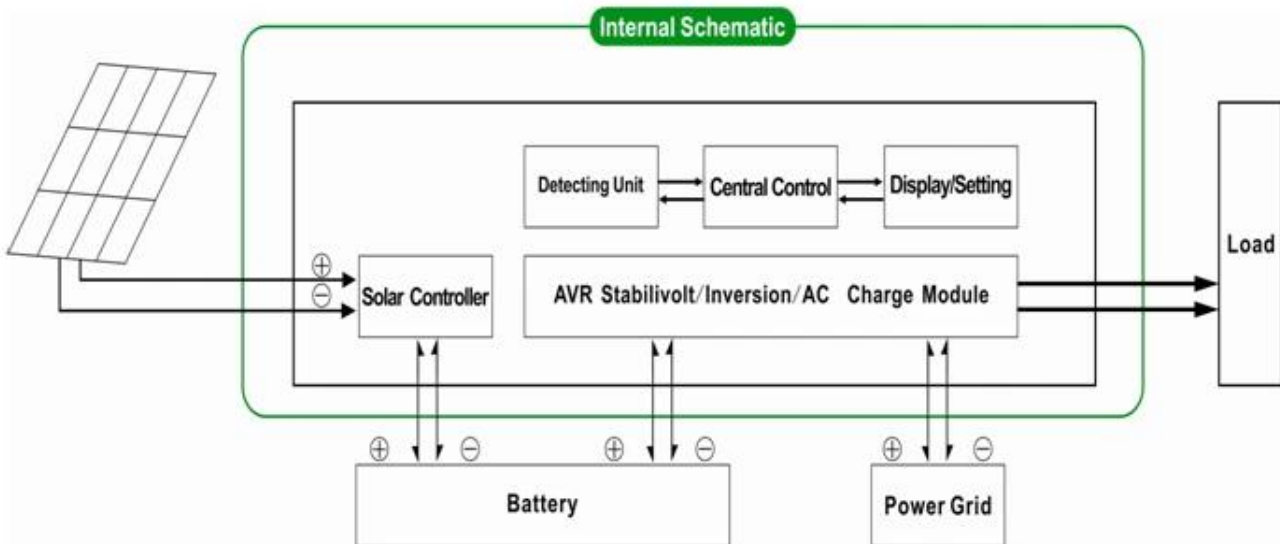 Internal Schematic
Detecting Unit
Central Control
Display/Setting
Load
⊕
⊖
Solar Controller
AVR Stabilivolt/Inversion/AC Charge Module
⊕
⊖
⊕
⊖
⊕
⊖
Battery
Power Grid